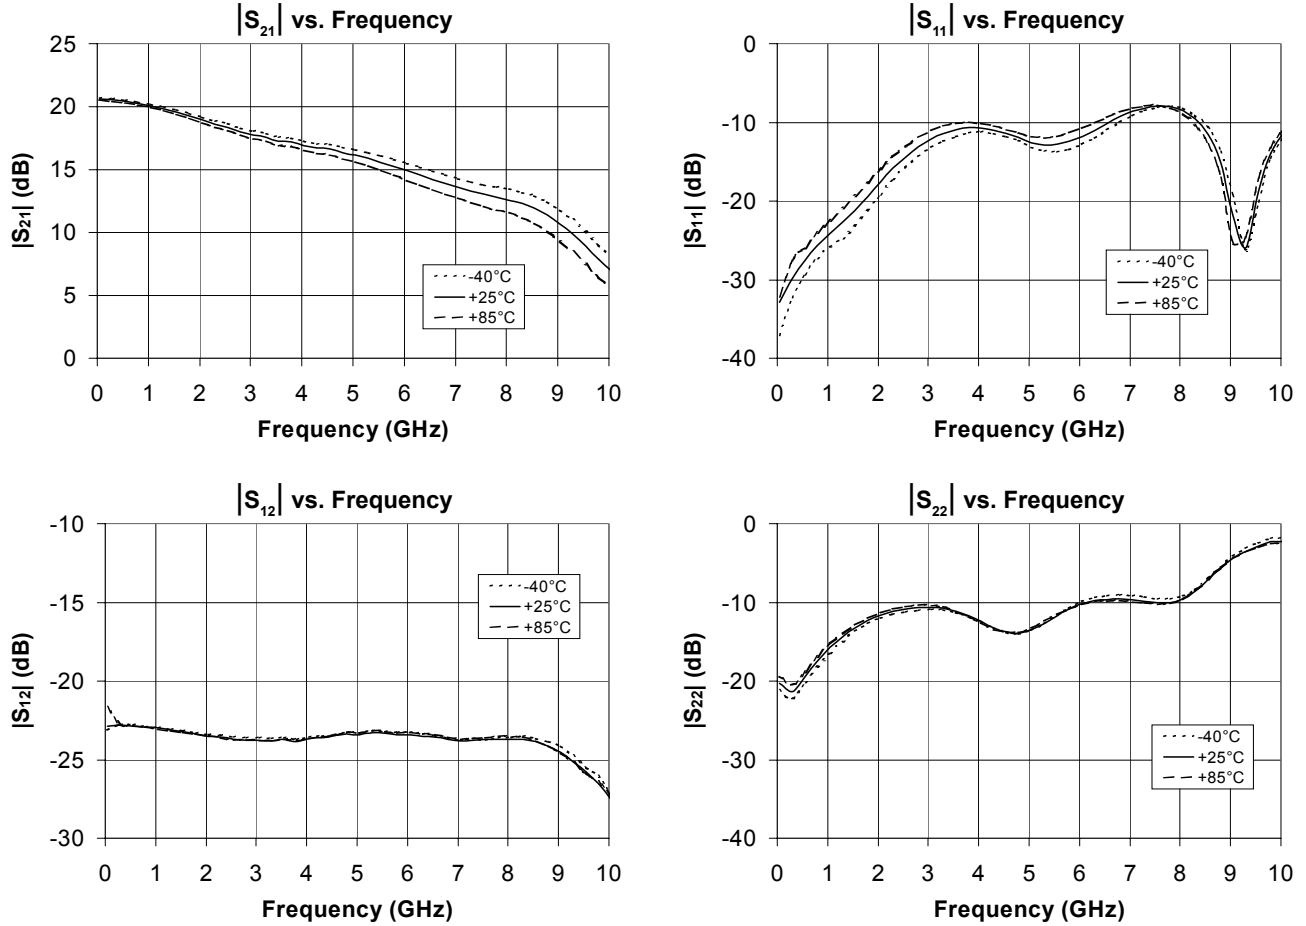 |S21| vs. Frequency
25
20
15
10
5
0
|S21| (dB)
-40°C
+25°C
+85°C
0 1 2 3 4 5 6 7 8 9 10
Frequency (GHz)
|S11| vs. Frequency
0
-10
-20
-30
-40
|S11| (dB)
-40°C
+25°C
+85°C
0 1 2 3 4 5 6 7 8 9 10
Frequency (GHz)
|S12| vs. Frequency
-10
-15
-20
-25
-30
|S12| (dB)
-40°C
+25°C
+85°C
0 1 2 3 4 5 6 7 8 9 10
Frequency (GHz)
|S22| vs. Frequency
0
-10
-20
-30
-40
|S22| (dB)
-40°C
+25°C
+85°C
0 1 2 3 4 5 6 7 8 9 10
Frequency (GHz)